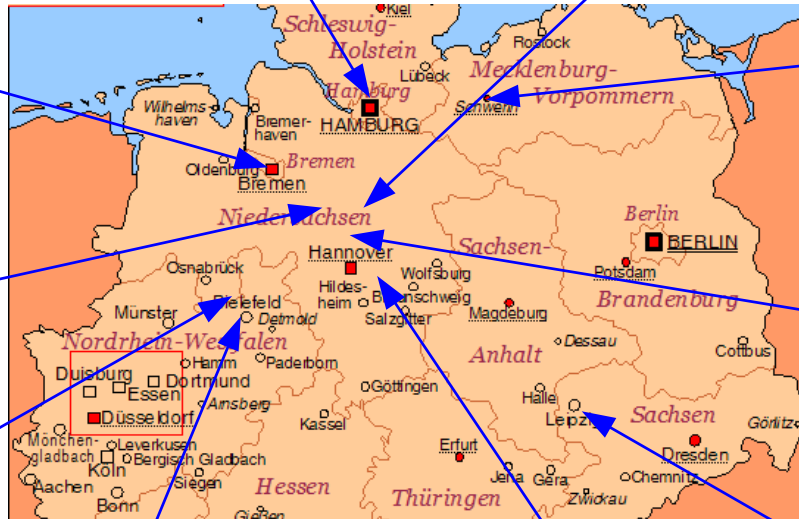 Kiel
Schleswig-
Holstein
Rostock
Lübeck
Mecklenburg-
Vorpommern
Hamburg
HAMBURG
Schwerin
Wilhelms-
haven
Bremer-
haven
Oldenburg
Bremen
Bremen
Niedersachsen
Berlin
BERLIN
Hannover
Sachsen-
Anhalt
Potsdam
Brandenburg
Osnabrück
Wolfsburg
Hildes-
heim
Braunschweig
Salzgitter
Magdeburg
Bielefeld
Detmold
Münster
Nordrhein-Westfalen
Dessau
Cottbus
Hamm
Paderborn
Duisburg
Essen
Dortmund
Göttingen
Halle
Leipzig
Sachsen
Düsseldorf
Arnsberg
Kassel
Görlitz
Mönchen-
gladbach
Leverkusen
Köln
Bergisch Gladbach
Erfurt
Dresden
Aachen
Siegen
Bonn
Hessen
Thüringen
Jena
Gera
Chemnitz
Zwickau
Gießen